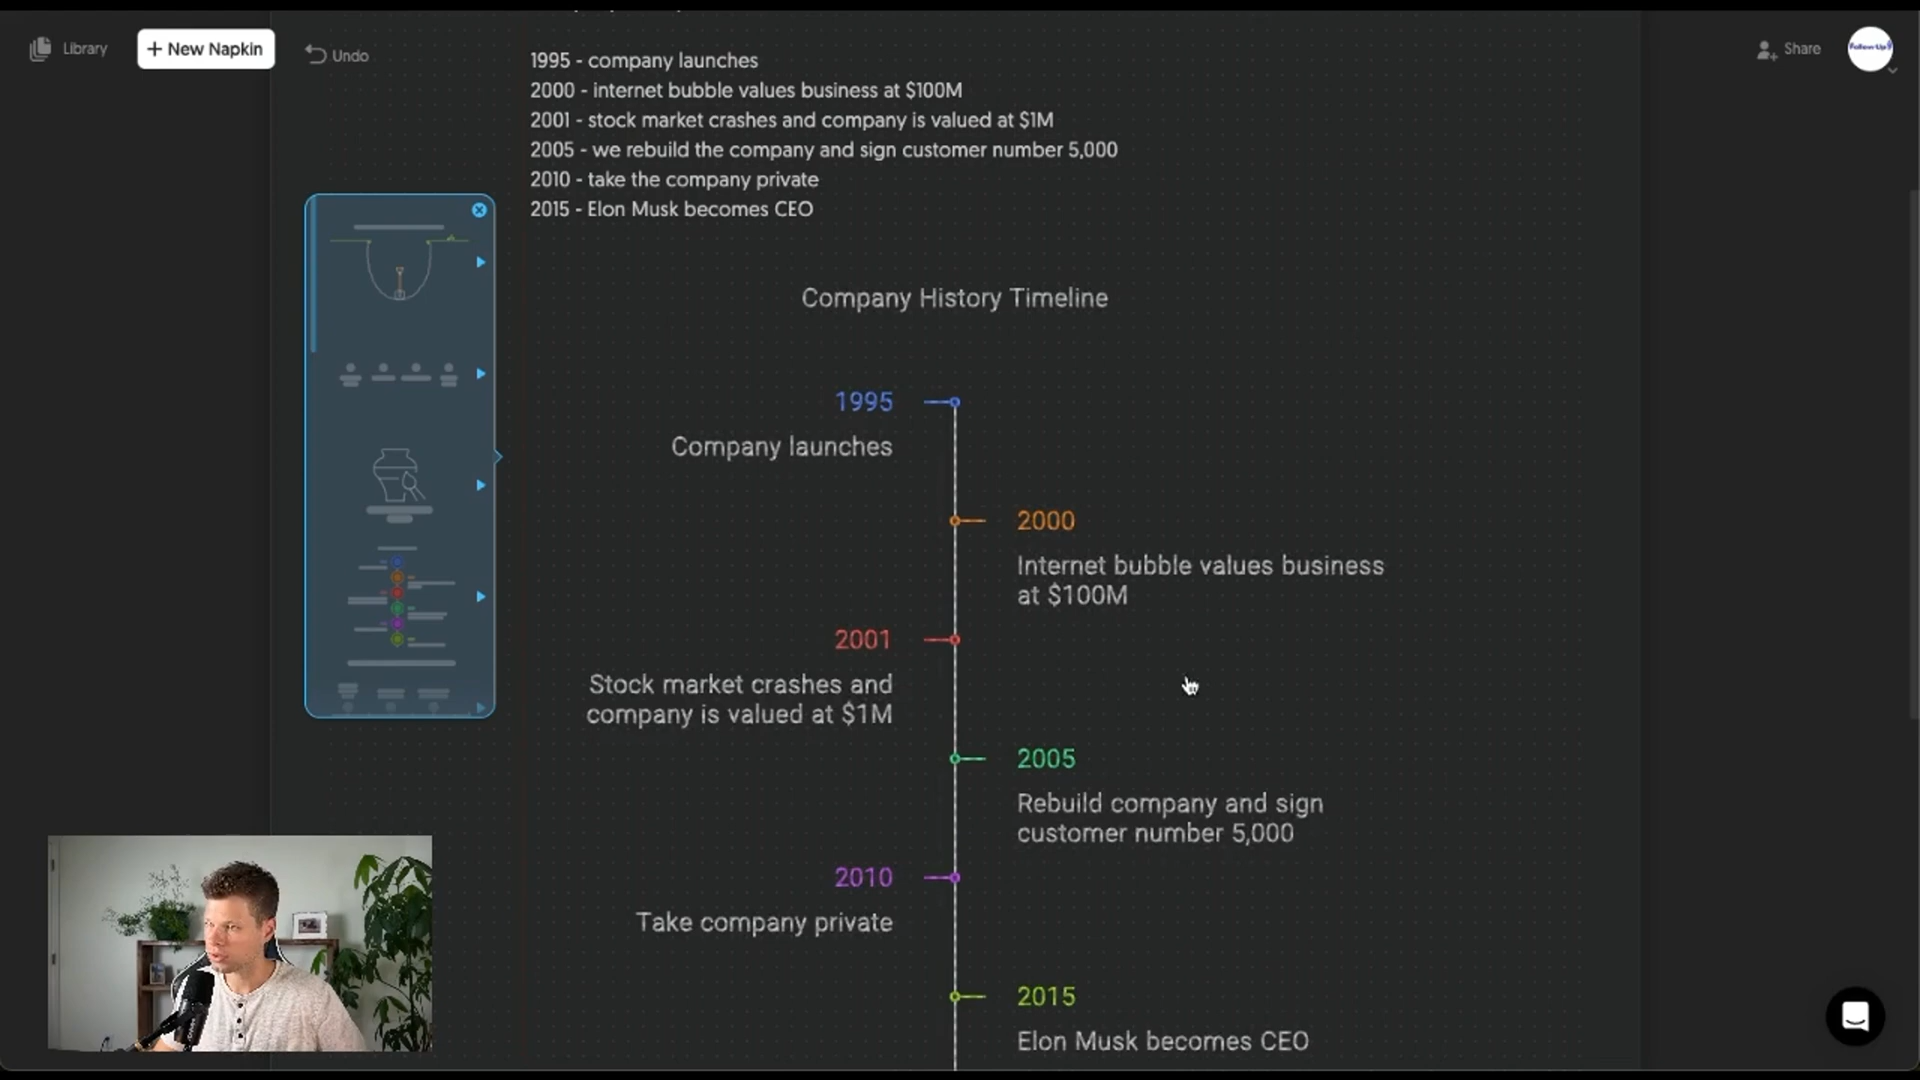 Library
+ New Napkin
Undo
Share
Follow-Up
1995 - company launches
2000 - internet bubble values business at $100M
2001 - stock market crashes and company is valued at $1M
2005 - we rebuild the company and sign customer number 5,000
2010 - take the company private
2015 - Elon Musk becomes CEO
Company History Timeline
1995
Company launches
2000
Internet bubble values business
at $100M
2001
Stock market crashes and
company is valued at $1M
2005
Rebuild company and sign
customer number 5,000
2010
Take company private
2015
Elon Musk becomes CEO